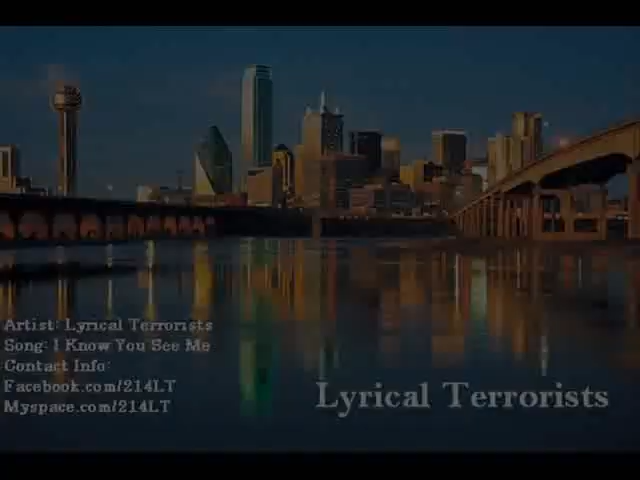 Artist: Lyrical Terrorists
Song: I Know You See Me
Contact Info:
Facebook.com/214LT
Myspace.com/214LT
Lyrical Terrorists